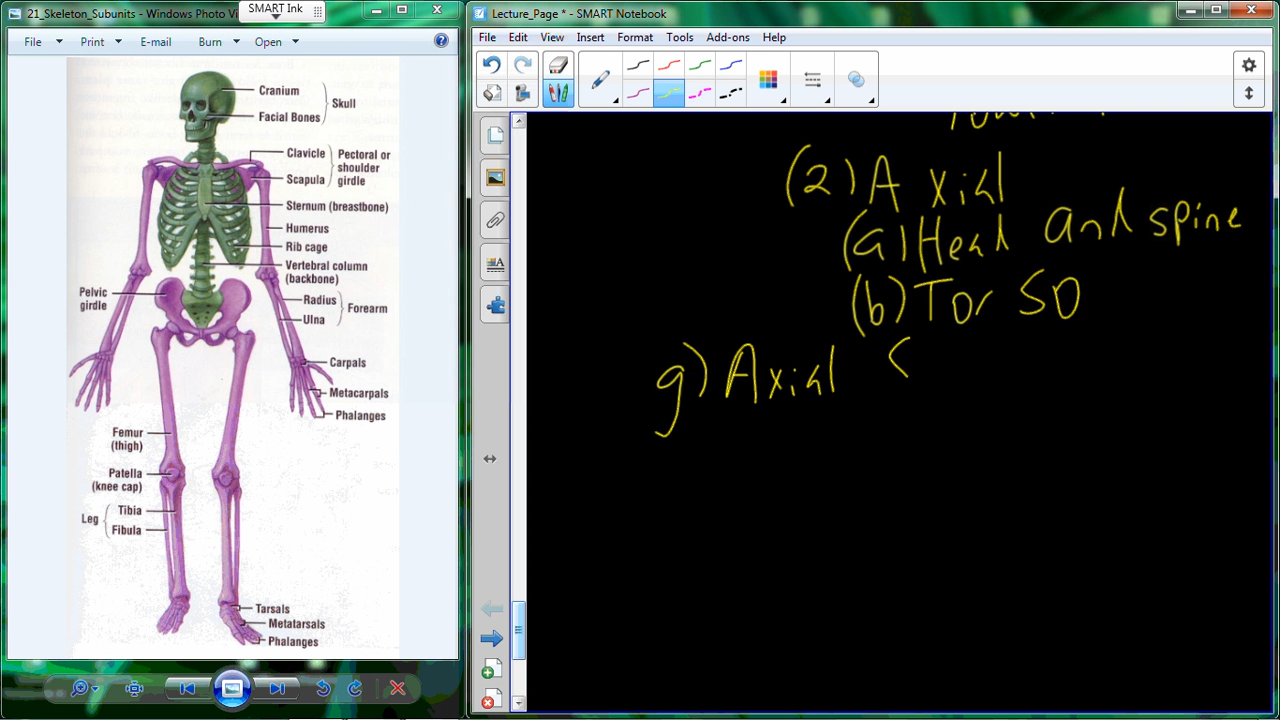 21_Skeleton_Subunits - Windows Photo Vi
SMART Ink
File Print E-mail Burn Open
Cranium
Skull
Facial Bones
Clavicle
Pectoral or
shoulder
girdle
Scapula
Sternum (breastbone)
Humerus
Rib cage
Vertebral column
(backbone)
Pelvic
girdle
Radius
Forearm
Ulna
Carpals
Metacarpals
Phalanges
Femur
(thigh)
Patella
(knee cap)
Leg
Tibia
Fibula
Tarsals
Metatarsals
Phalanges
Lecture_Page * - SMART Notebook
File Edit View Insert Format Tools Add-ons Help
(2) Axial
(a) Head and spine
(b) Torso
g) Axial